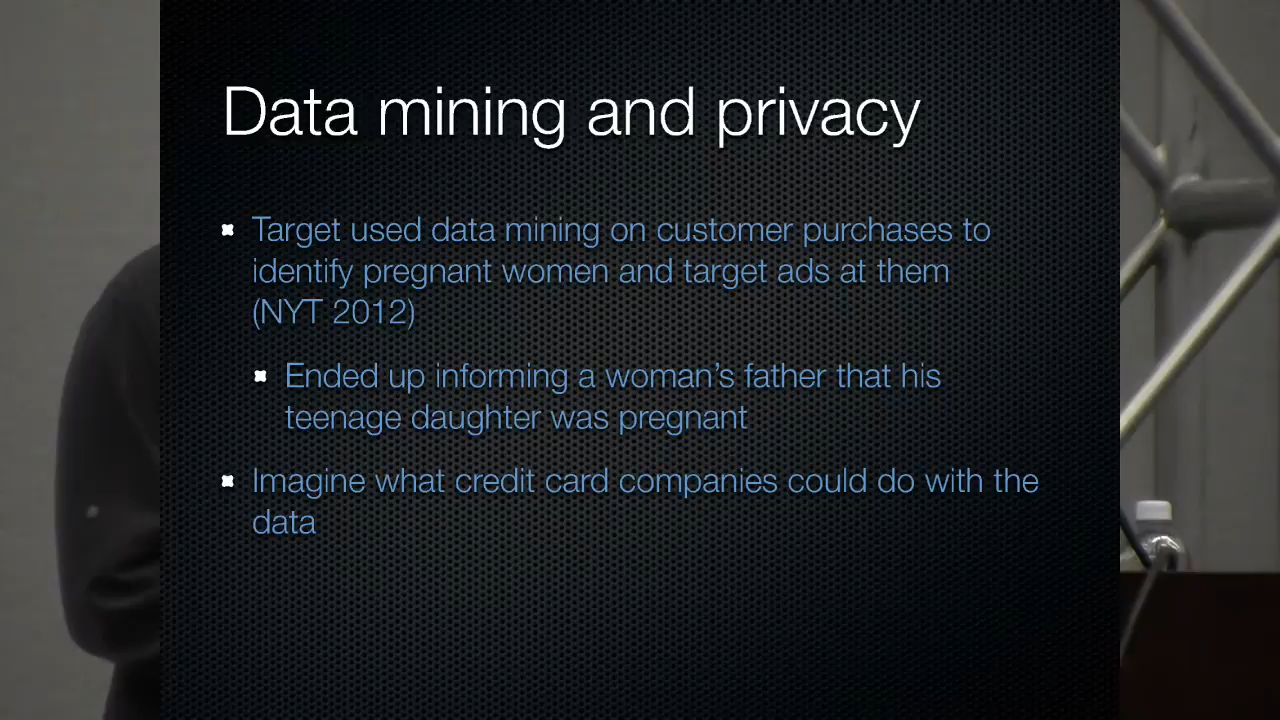 Data mining and privacy
Target used data mining on customer purchases to
identify pregnant women and target ads at them
(NYT 2012)
Ended up informing a woman’s father that his
teenage daughter was pregnant
Imagine what credit card companies could do with the
data